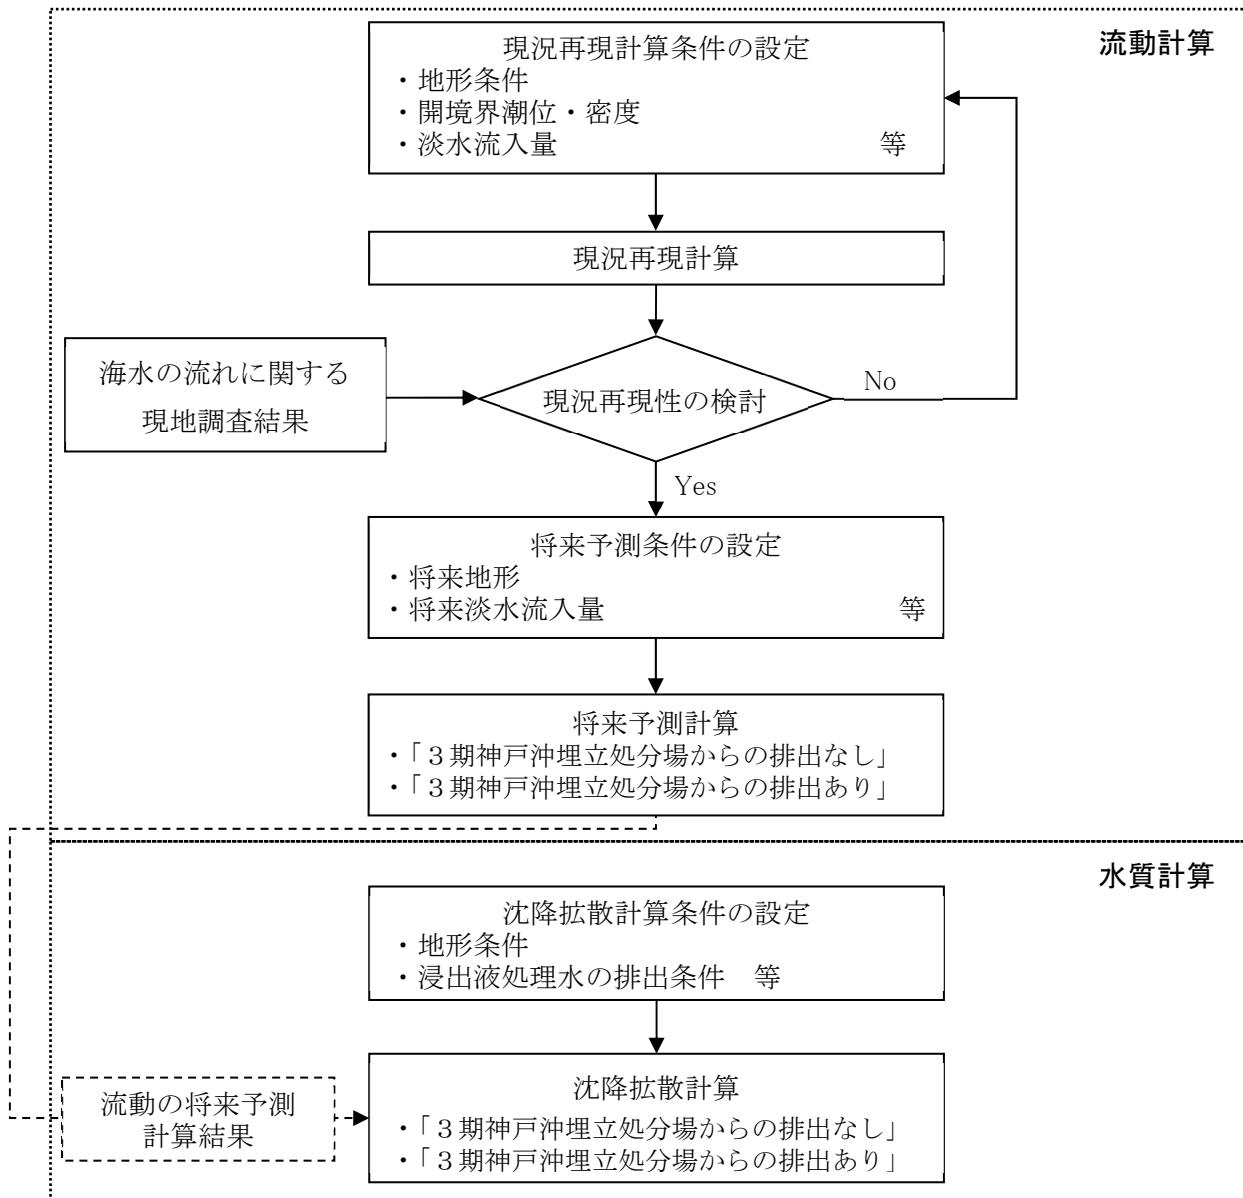 流動計算
現況再現計算条件の設定
・地形条件
・開境界潮位・密度
・淡水流入量 等
現況再現計算
海水の流れに関する
現地調査結果
現況再現性の検討
No
Yes
将来予測条件の設定
・将来地形
・将来淡水流入量 等
将来予測計算
・「３期神戸沖埋立処分場からの排出なし」
・「３期神戸沖埋立処分場からの排出あり」
水質計算
沈降拡散計算条件の設定
・地形条件
・浸出液処理水の排出条件 等
流動の将来予測
計算結果
沈降拡散計算
・「３期神戸沖埋立処分場からの排出なし」
・「３期神戸沖埋立処分場からの排出あり」